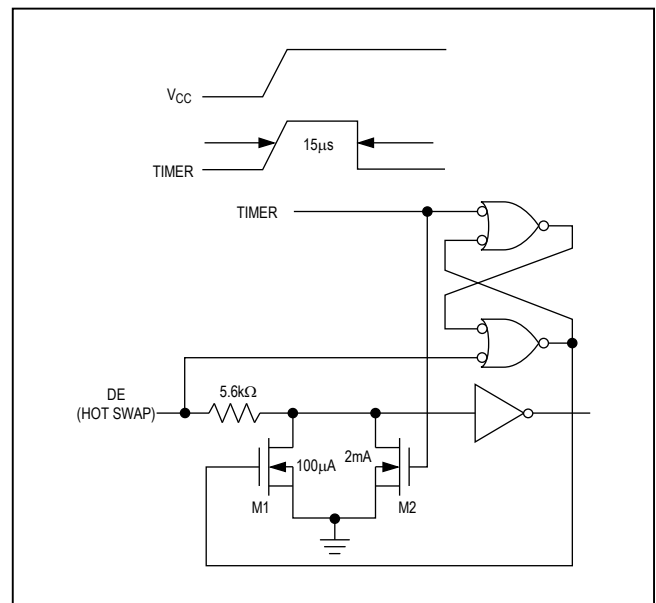 VCC
15µs
TIMER
TIMER
DE
(HOT SWAP)
5.6kΩ
100µA
2mA
M1
M2